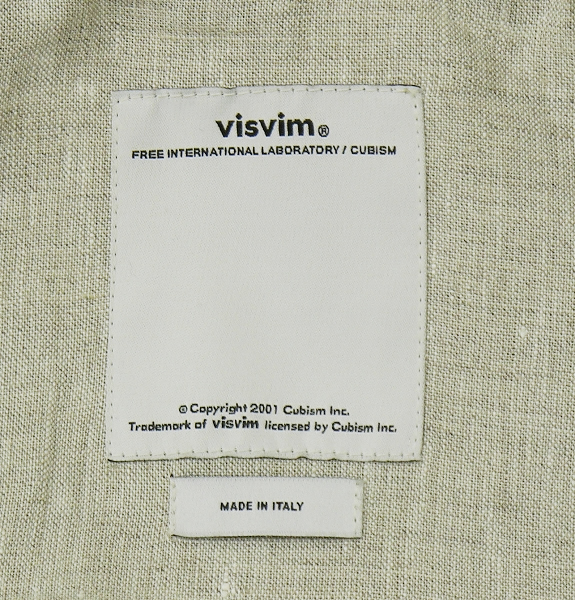 visvim®
FREE INTERNATIONAL LABORATORY / CUBISM
© Copyright 2001 Cubism Inc.
Trademark of visvim licensed by Cubism Inc.
MADE IN ITALY